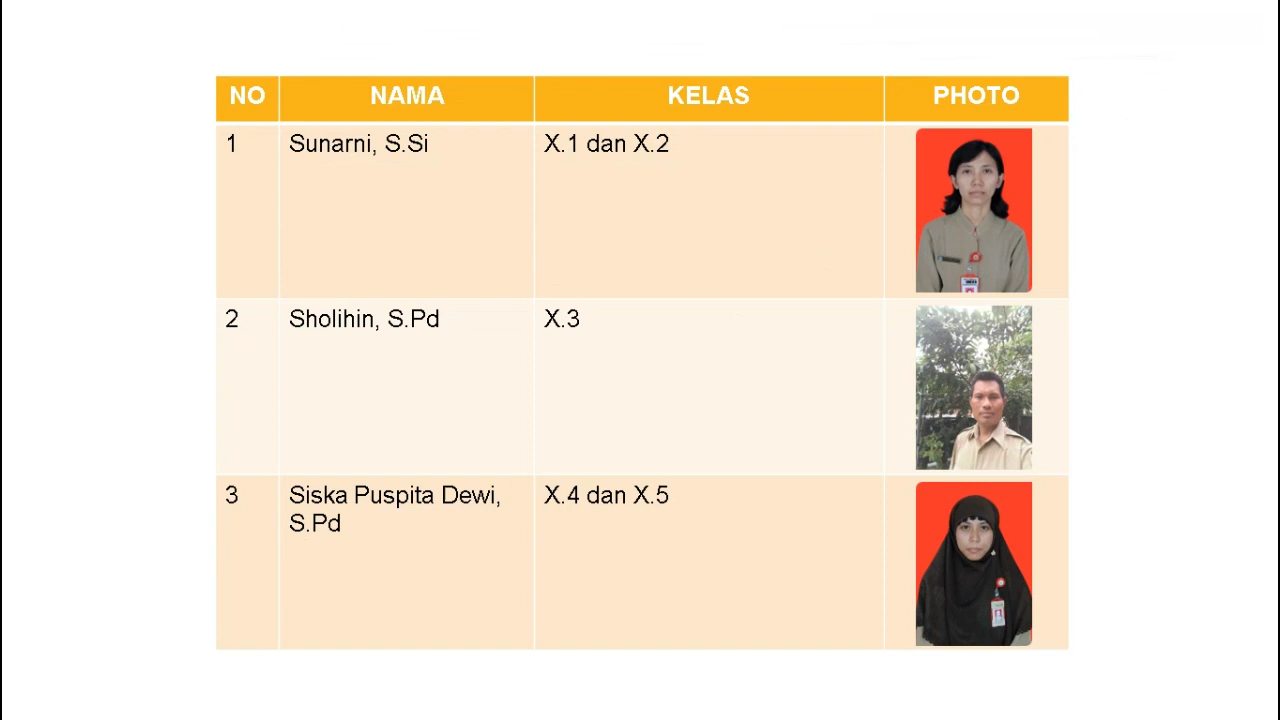 NO NAMA KELAS PHOTO
1 Sunarni, S.Si X.1 dan X.2
2 Sholihin, S.Pd X.3
3 Siska Puspita Dewi, X.4 dan X.5
S.Pd